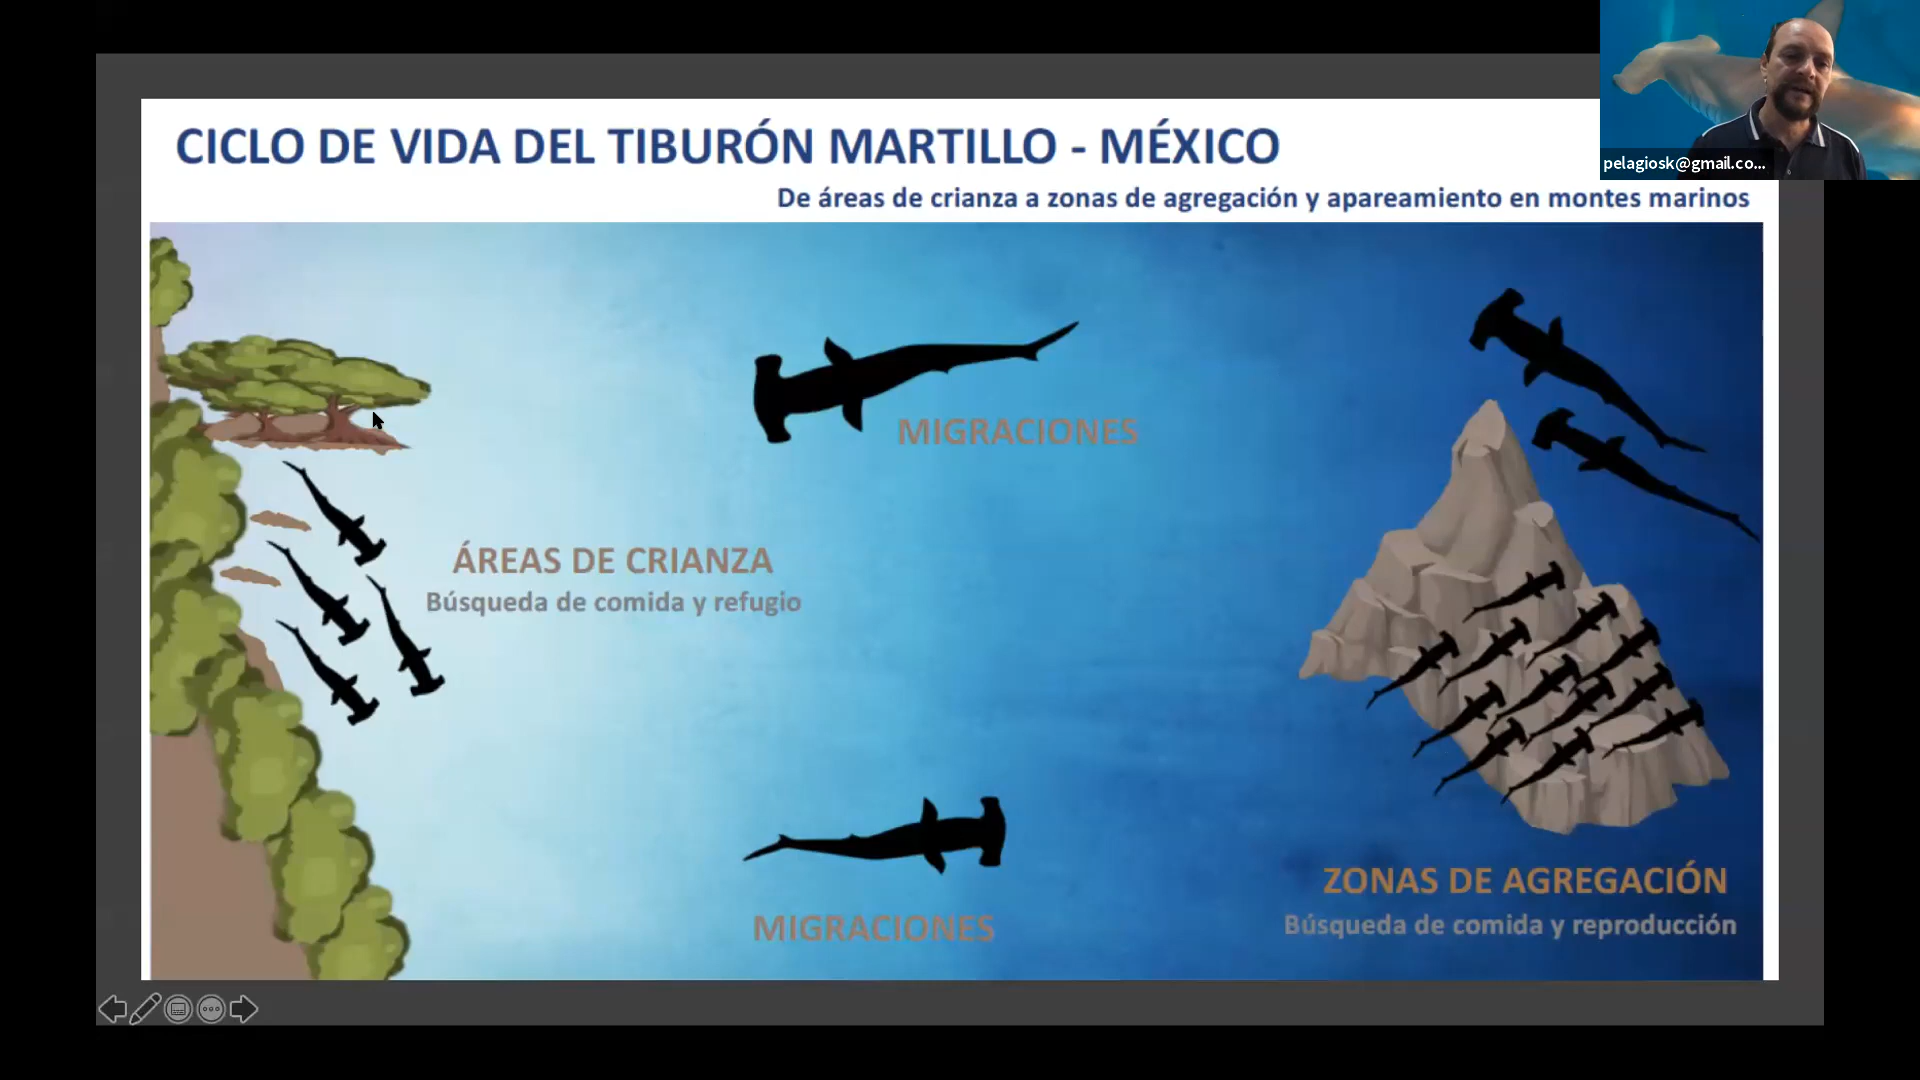 CICLO DE VIDA DEL TIBURÓN MARTILLO - MÉXICO
De áreas de crianza a zonas de agregación y apareamiento en montes marinos
pelagiosk@gmail.co...
MIGRACIONES
ÁREAS DE CRIANZA
Búsqueda de comida y refugio
MIGRACIONES
ZONAS DE AGREGACIÓN
Búsqueda de comida y reproducción